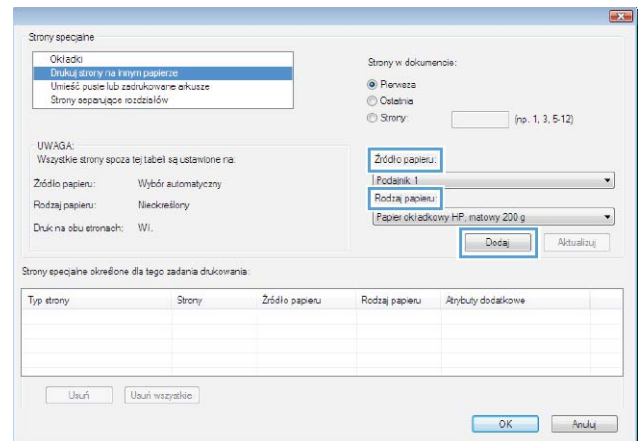 Strony specjalne
Okładki
Drukuj strony na innym papierze
Umieść puste lub zadrukowane arkusze
Strony separujące rozdziałów
Strony w dokumencie:
Pierwsza
Ostatnia
Strony:
(np. 1, 3, 5-12)
UWAGA:
Wszystkie strony spoza tej tabeli są ustawione na:
Źródło papieru: Wybór automatyczny
Rodzaj papieru: Nieokreślony
Druk na obu stronach: Wł.
Źródło papieru:
Podajnik 1
Rodzaj papieru:
Papier okładkowy HP, matowy 200 g
Dodaj
Aktualizuj
Strony specjalne określone dla tego zadania drukowania:
Typ strony Strony Źródło papieru Rodzaj papieru Atrybuty dodatkowe
Usuń Usuń wszystkie
OK Anuluj